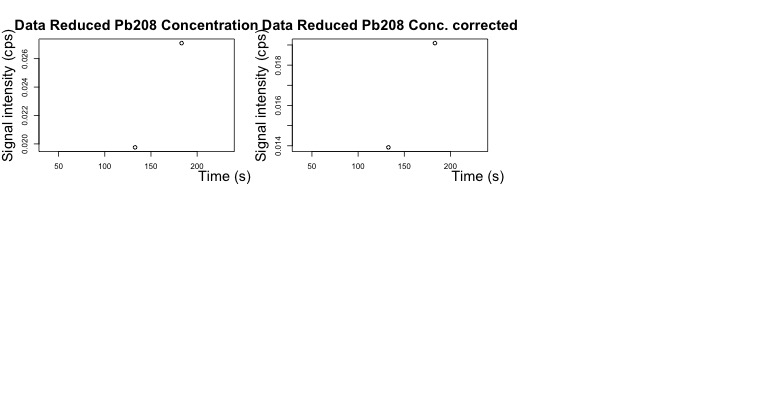 Data Reduced Pb208 Concentration
Signal intensity (cps)
0.020 0.022 0.024 0.026
50 100 150 200
Time (s)
Data Reduced Pb208 Conc. corrected
Signal intensity (cps)
0.014 0.016 0.018
50 100 150 200
Time (s)